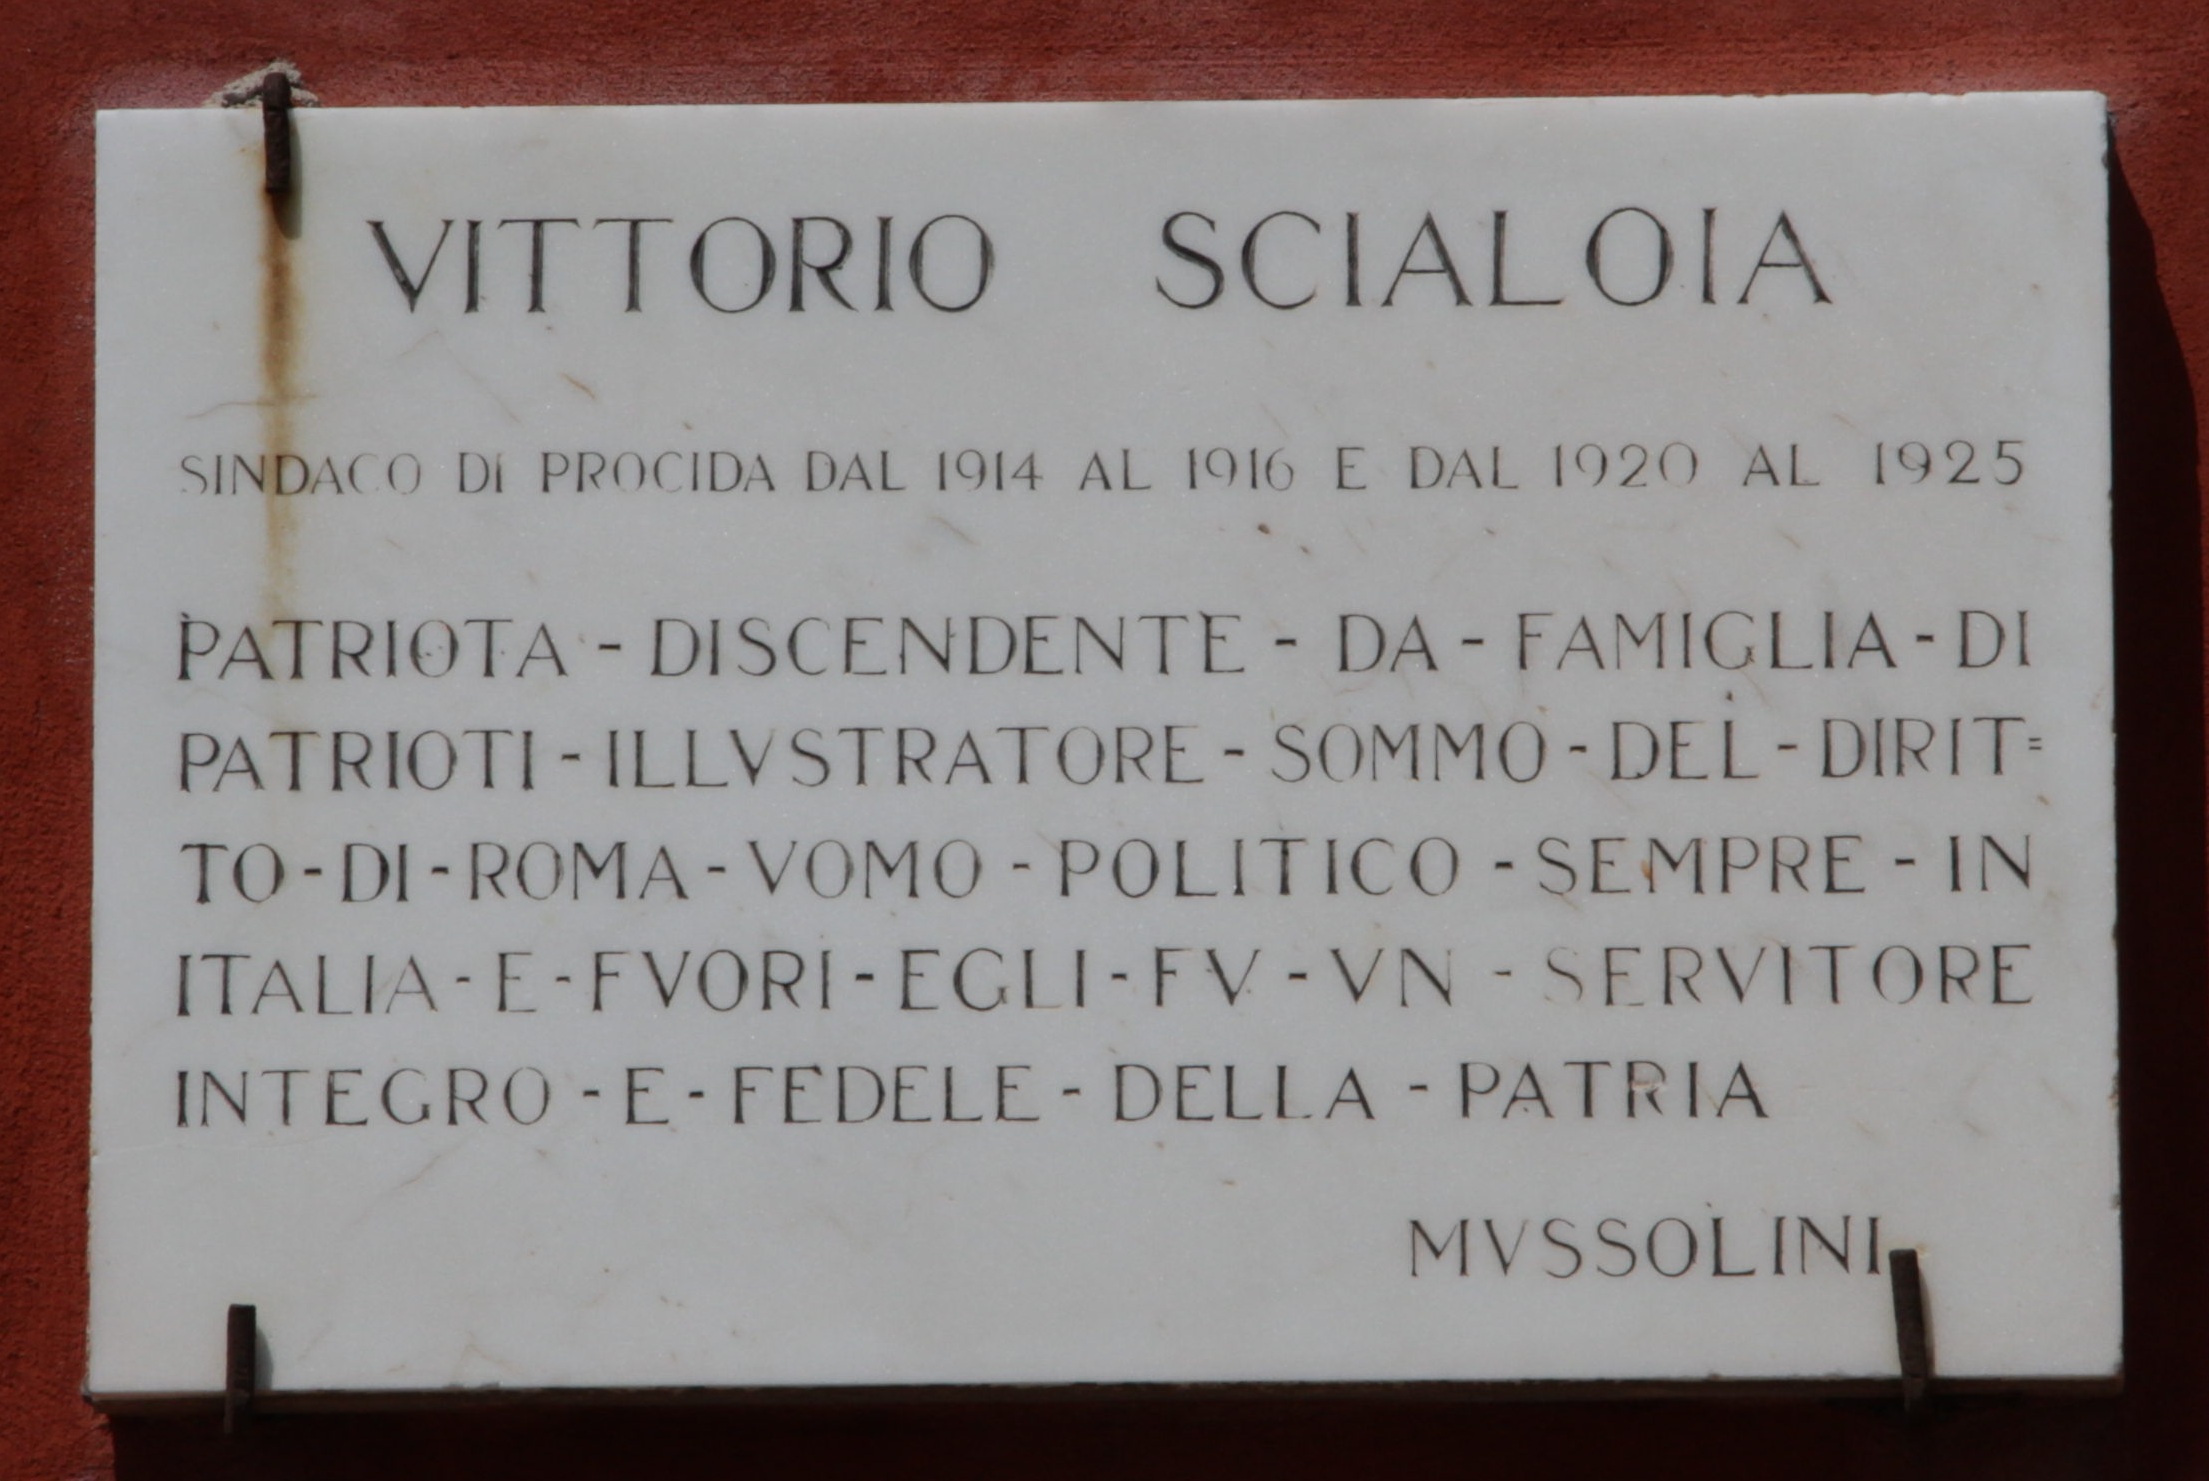 VITTORIO SCIALOIA
SINDACO DI PROCIDA DAL 1914 AL 1916 E DAL 1920 AL 1925
PATRIOTA - DISCENDENTE - DA - FAMIGLIA - DI
PATRIOTI - ILLVSTRATORE - SOMMO - DEL - DIRIT=
TO - DI - ROMA - VOMO - POLITICO - SEMPRE - IN
ITALIA - E - FVORI - EGLI - FV - VN - SERVITORE
INTEGRO - E - FEDELE - DELLA - PATRIA
MVSSOLINI